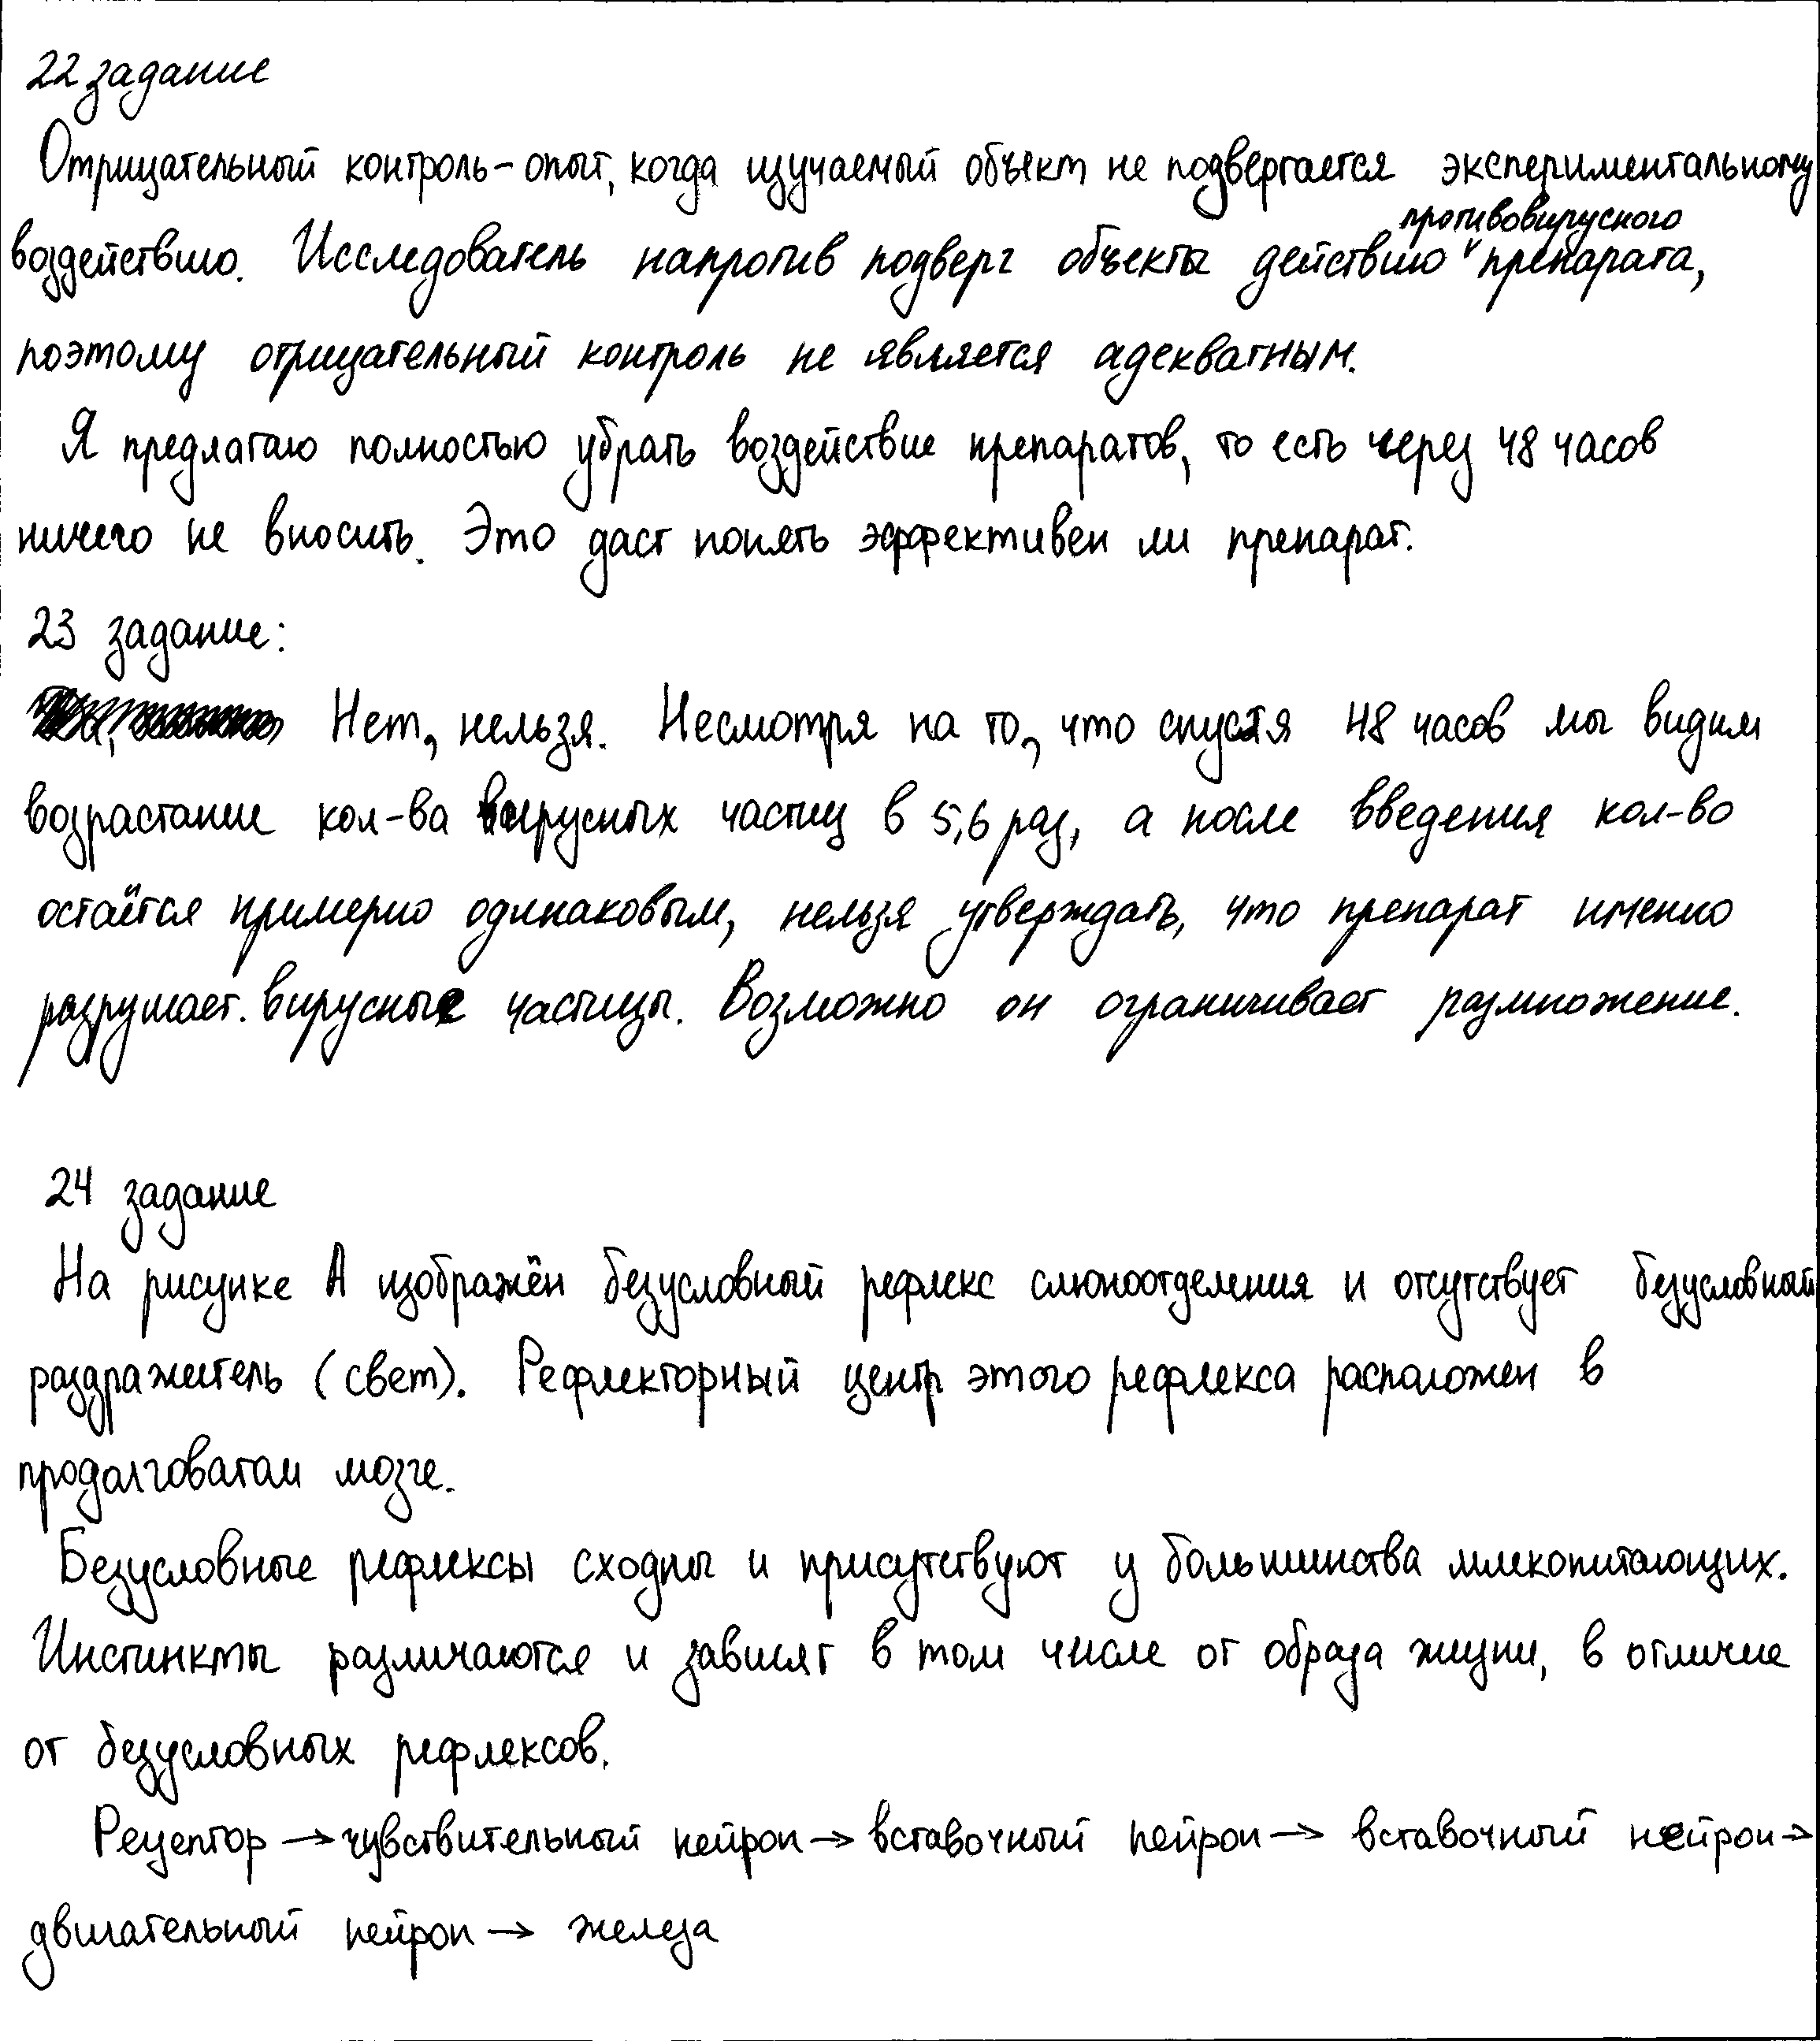 22 задание
Отрицательный контроль - опыт, когда изучаемый объект не подвергается экспериментальному
противовирусного
воздействию. Исследователь напротив подверг объекты действию препарата,
поэтому отрицательный контроль не является адекватным.
Я предлагаю полностью убрать воздействие препаратов, то есть через 48 часов
ничего не вносить. Это даст понять эффективен ли препарат.
23 задание:
Нет, нельзя. Несмотря на то, что спустя 48 часов мы видим
возрастание кол-ва вирусных частиц в 5,6 раз, а после введения кол-во
остаётся примерно одинаковым, нельзя утверждать, что препарат именно
разрушает. вирусные частицы. Возможно он ограничивает размножение.
24 задание
На рисунке А изображён безусловный рефлекс слюноотделения и отсутствует безусловный
раздражитель (свет). Рефлекторный центр этого рефлекса расположен в
продолговатом мозге.
Безусловные рефлексы сходны и присутствуют у большинства млекопитающих.
Инстинкты различаются и зависят в том числе от образа жизни, в отличие
от безусловных рефлексов.
Рецептор → чувствительный нейрон → вставочный нейрон → вставочный нейрон →
двигательный нейрон → железа